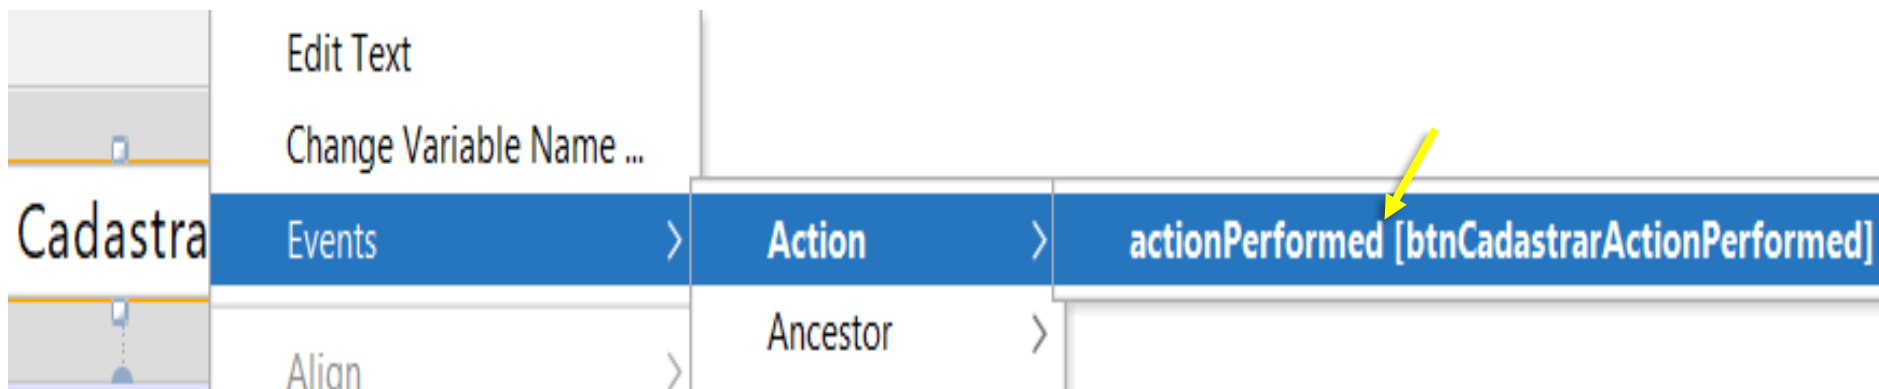 Edit Text
Change Variable Name ...
Cadastra
Events
Action
actionPerformed [btnCadastrarActionPerformed]
Ancestor
Align